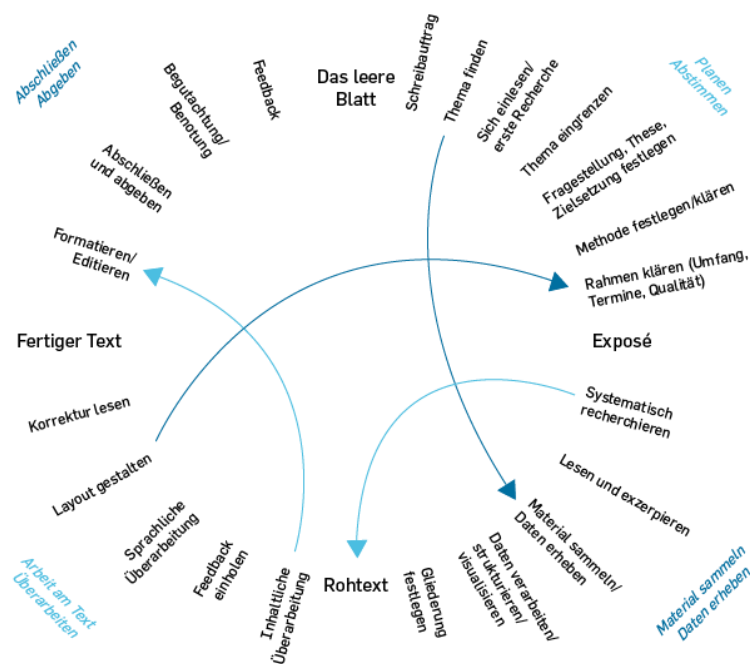 Das leere
Blatt
Schreibauftrag
Thema finden
Sich einlesen/
erste Recherche
Thema eingrenzen
Fragestellung, These,
Zielsetzung festlegen
Methode festlegen/klären
Rahmen klären (Umfang,
Termine, Qualität)
Planen
Abstimmen
Exposé
Systematisch
recherchieren
Lesen und exzerpieren
Material sammeln/
Daten erheben
Daten verarbeiten/
strukturieren/
visualisieren
Gliederung
festlegen
Material sammeln
Daten erheben
Rohtext
Inhaltliche
Überarbeitung
Feedback
einholen
Sprachliche
Überarbeitung
Layout gestalten
Korrektur lesen
Arbeit am Text
Überarbeiten
Fertiger Text
Formatieren/
Editieren
Abschließen
und abgeben
Begutachtung/
Benotung
Feedback
Abschließen
Abgeben